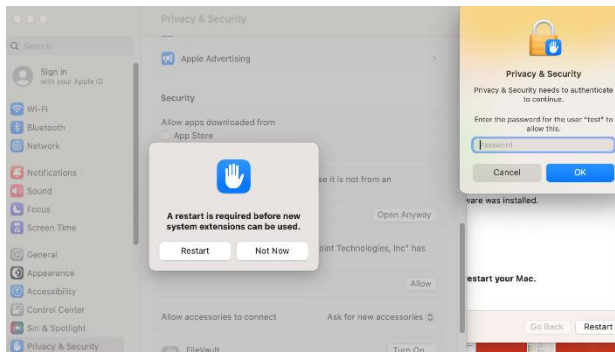 Privacy & Security
Search
Sign in
with your Apple ID
Wi-Fi
Bluetooth
Network
Notifications
Sound
Focus
Screen Time
General
Appearance
Accessibility
Control Center
Siri & Spotlight
Privacy & Security
Apple Advertising
Security
Allow apps downloaded from
App Store
se it is not from an
Open Anyway
oint Technologies, Inc" has
Allow
Allow accessories to connect
Ask for new accessories
FileVault
Turn On
A restart is required before new
system extensions can be used.
Restart
Not Now
Privacy & Security
Privacy & Security needs to authenticate
to continue.
Enter the password for the user "test" to
allow this.
Password
Cancel
OK
ware was installed.
estart your Mac.
Go Back
Restart